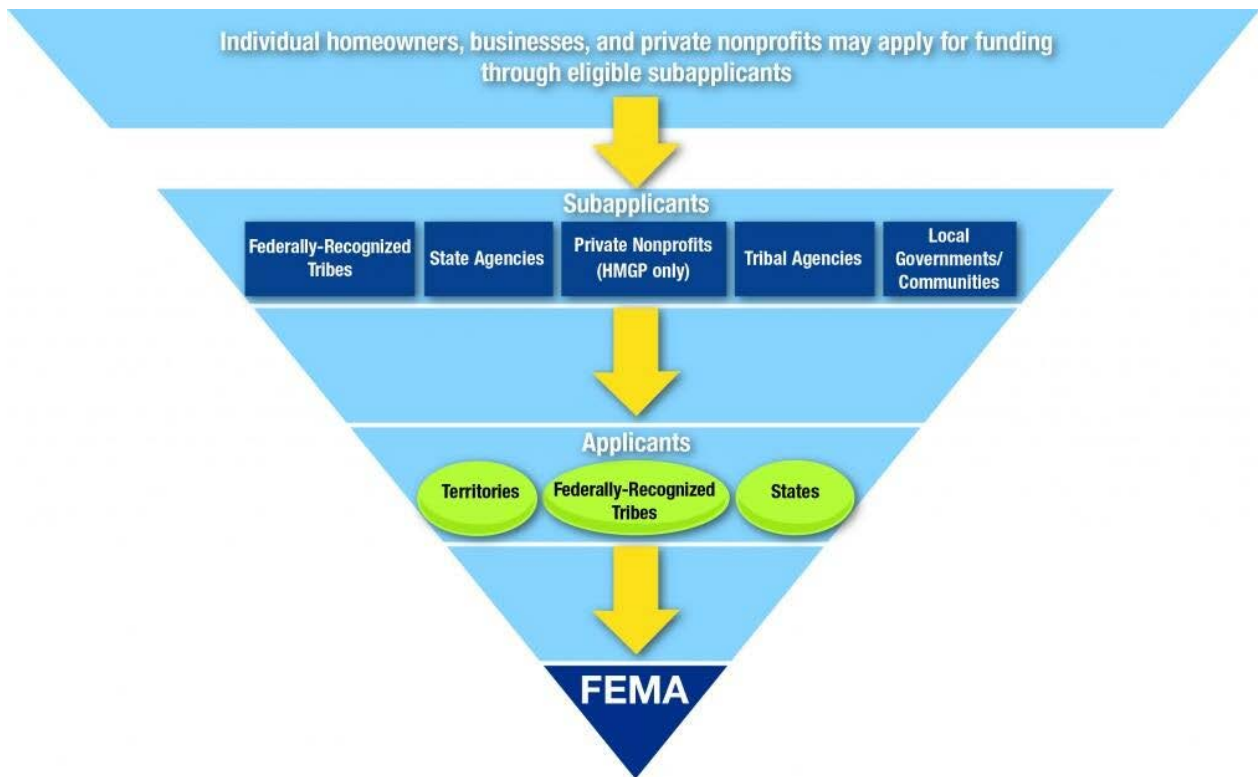 Individual homeowners, businesses, and private nonprofits may apply for funding
through eligible subapplicants
Subapplicants
Federally-Recognized
Tribes
State Agencies
Private Nonprofits
(HMGP only)
Tribal Agencies
Local
Governments/
Communities
Applicants
Territories
Federally-Recognized
Tribes
States
FEMA